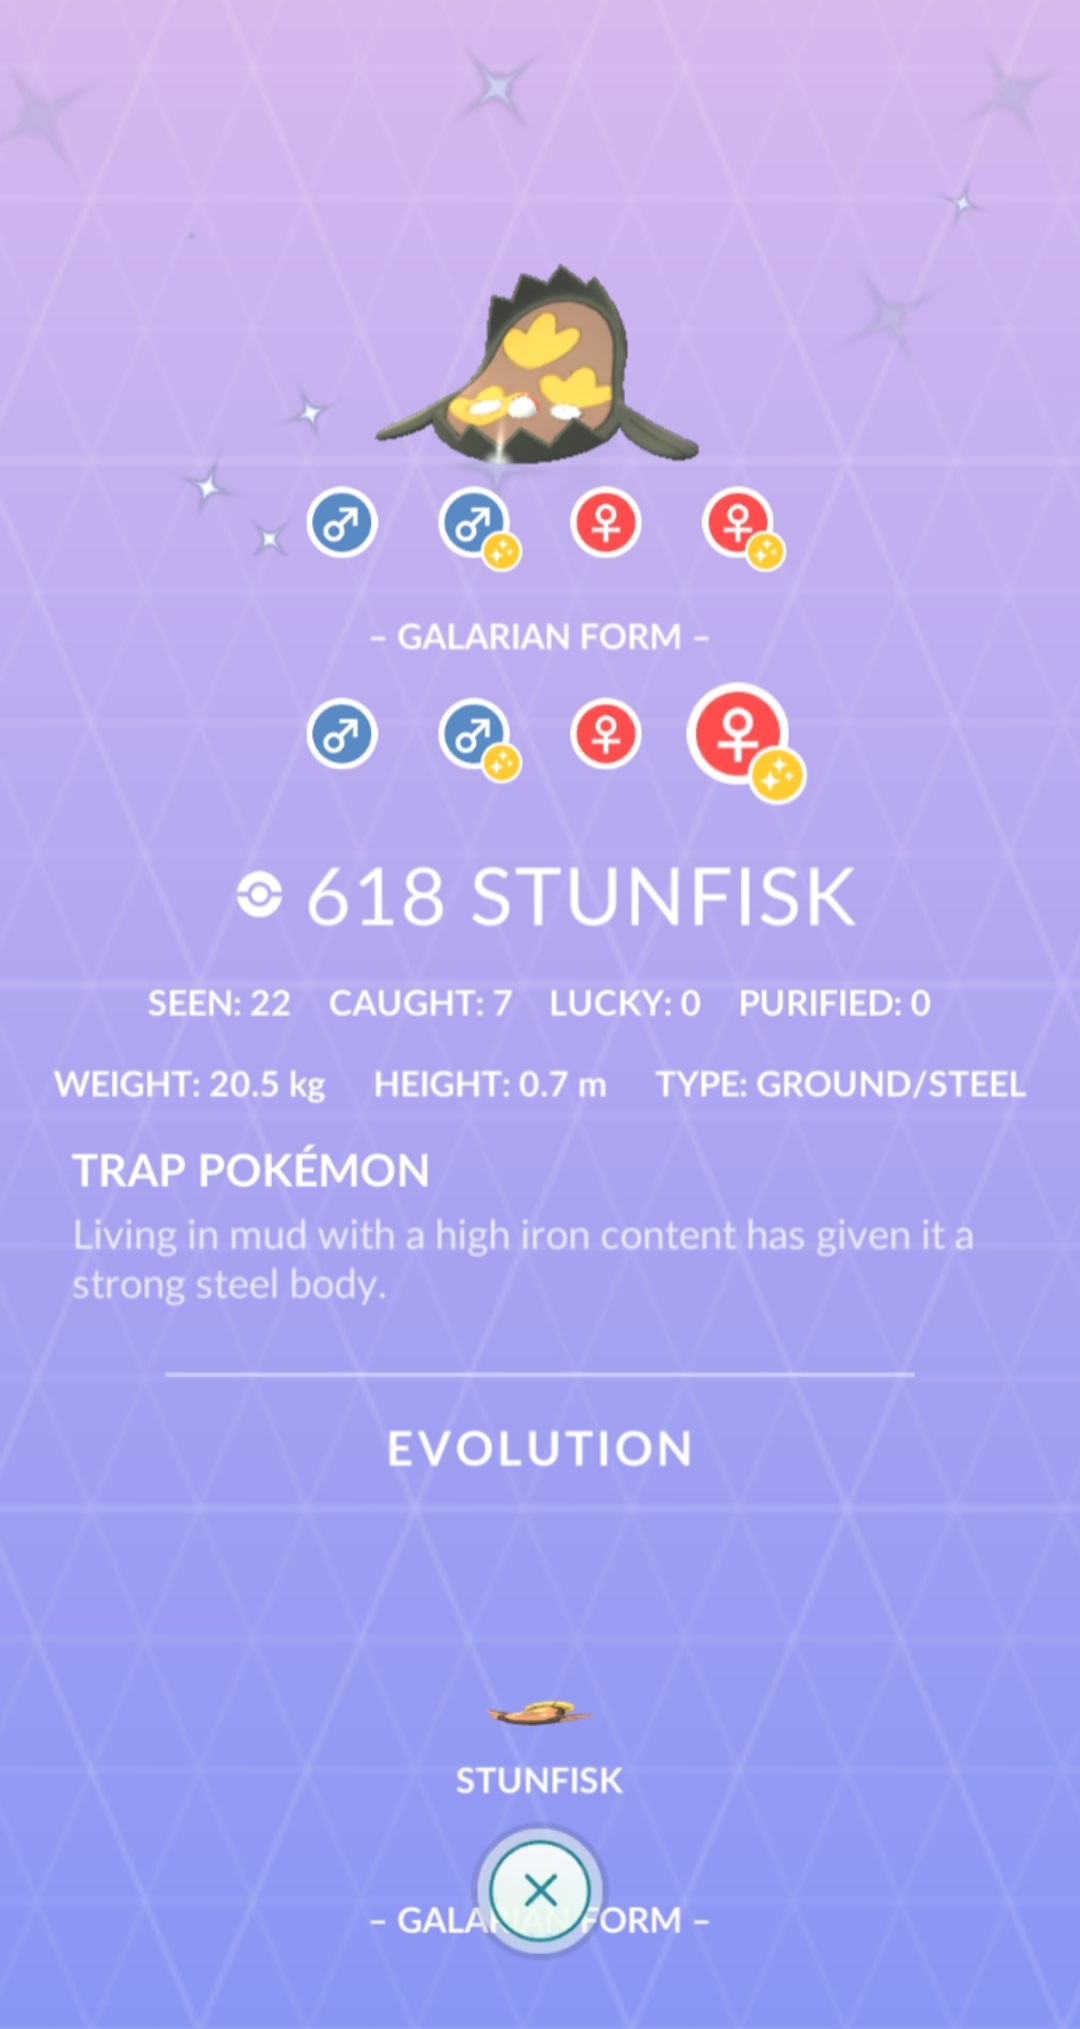 – GALARIAN FORM –
618 STUNFISK
SEEN: 22 CAUGHT: 7 LUCKY: 0 PURIFIED: 0
WEIGHT: 20.5 kg HEIGHT: 0.7 m TYPE: GROUND/STEEL
TRAP POKÉMON
Living in mud with a high iron content has given it a
strong steel body.
EVOLUTION
STUNFISK
– GALARIAN FORM –